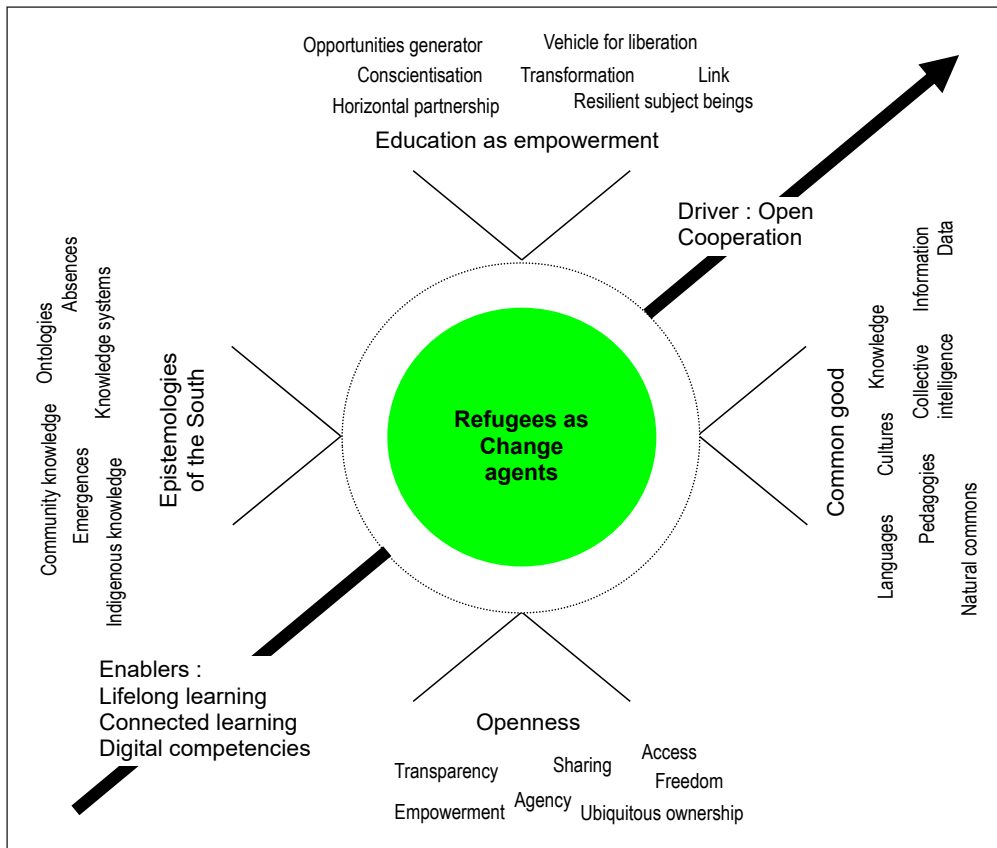 Opportunities generator
Vehicle for liberation
Conscientisation
Transformation
Link
Horizontal partnership
Resilient subject beings
Education as empowerment
Driver : Open
Cooperation
Community knowledge
Ontologies
Absences
Emergences
Indigenous knowledge
Knowledge systems
Epistemologies
of the South
Refugees as
Change
agents
Common good
Languages
Cultures
Knowledge
Pedagogies
Collective
intelligence
Information
Data
Natural commons
Enablers :
Lifelong learning
Connected learning
Digital competencies
Openness
Transparency
Sharing
Access
Freedom
Empowerment
Agency
Ubiquitous ownership